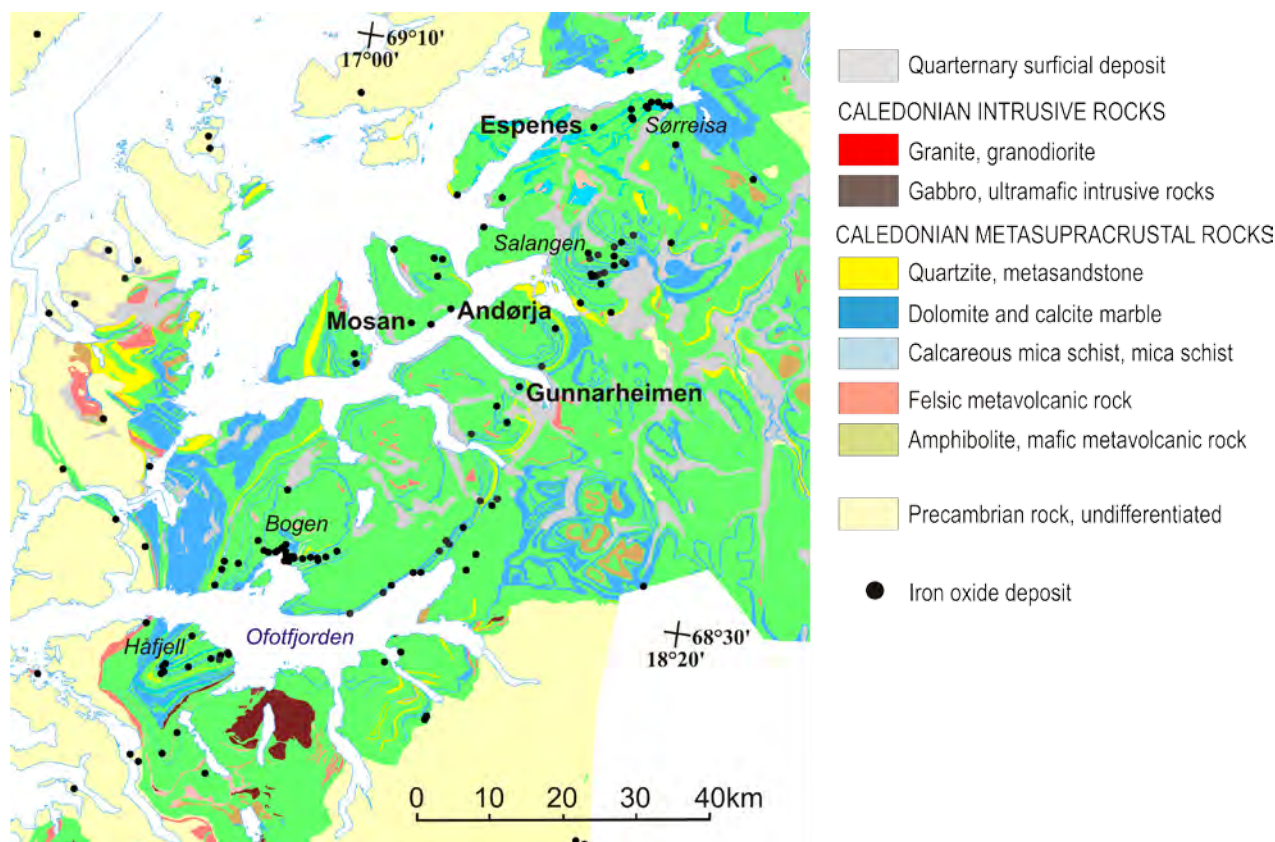 69°10'
17°00'
Espenes
Sørreisa
Salangen
Mosan
Andørja
Gunnarheimen
Bogen
Håfjell
Ofotfjorden
68°30'
18°20'
0 10 20 30 40km
Quarternary surficial deposit
CALEDONIAN INTRUSIVE ROCKS
Granite, granodiorite
Gabbro, ultramafic intrusive rocks
CALEDONIAN METASUPRACRUSTAL ROCKS
Quartzite, metasandstone
Dolomite and calcite marble
Calcareous mica schist, mica schist
Felsic metavolcanic rock
Amphibolite, mafic metavolcanic rock
Precambrian rock, undifferentiated
Iron oxide deposit